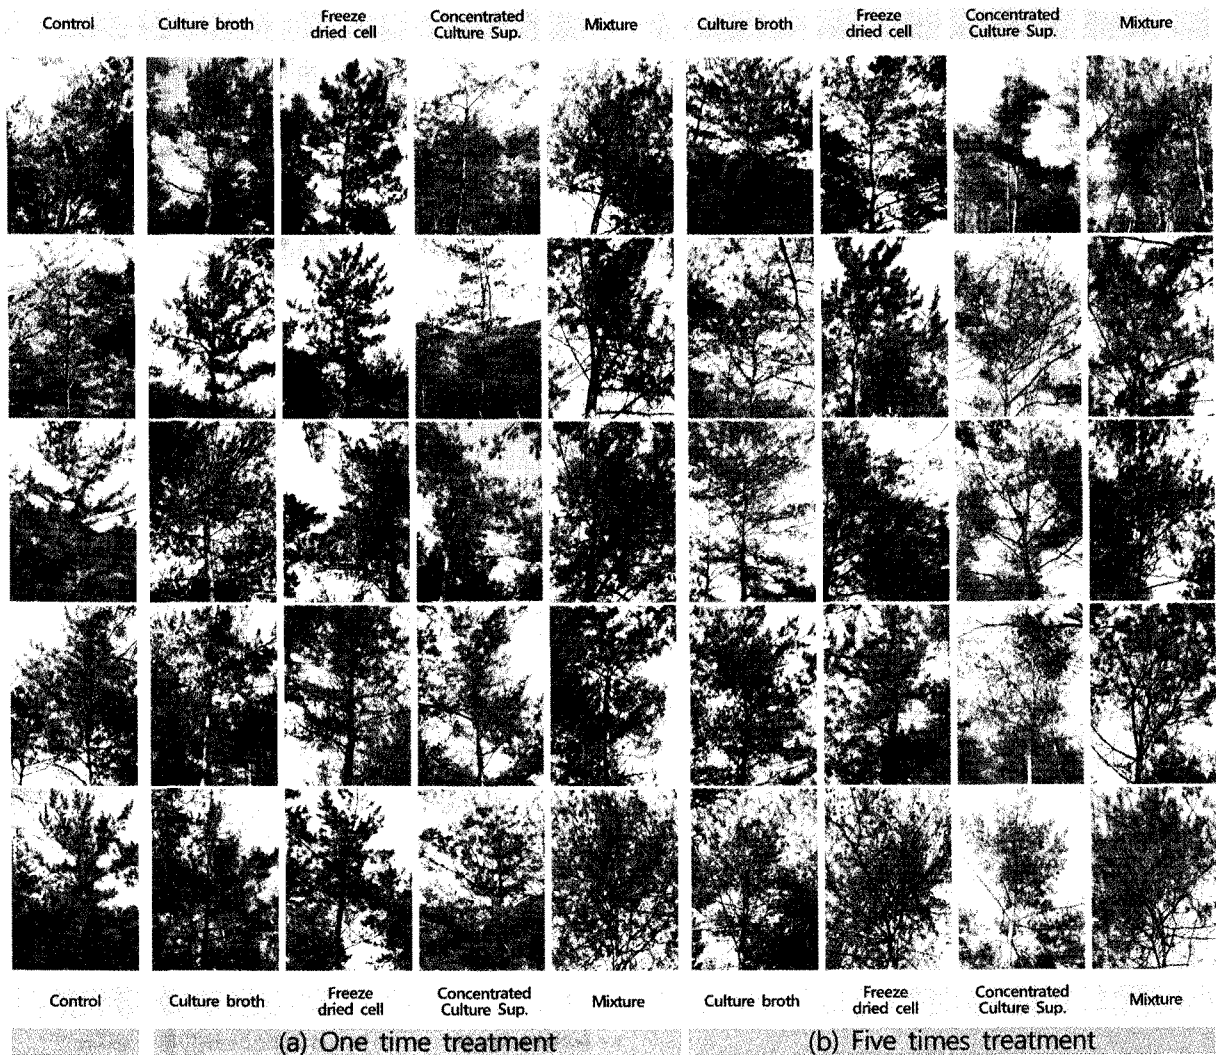 Control
Culture broth
Freeze
dried cell
Concentrated
Culture Sup.
Mixture
Culture broth
Freeze
dried cell
Concentrated
Culture Sup.
Mixture
Control
Culture broth
Freeze
dried cell
Concentrated
Culture Sup.
Mixture
Culture broth
Freeze
dried cell
Concentrated
Culture Sup.
Mixture
(a) One time treatment
(b) Five times treatment